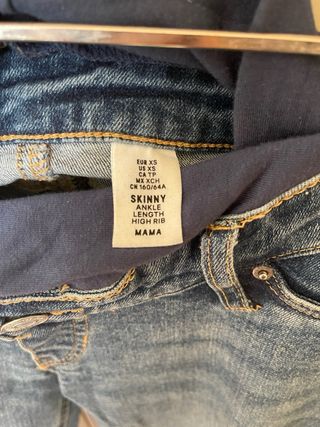 EUR XS
US XS
CA TP
MX XCH
CN 160/64A
SKINNY
ANKLE
LENGTH
HIGH RIB
MAMA